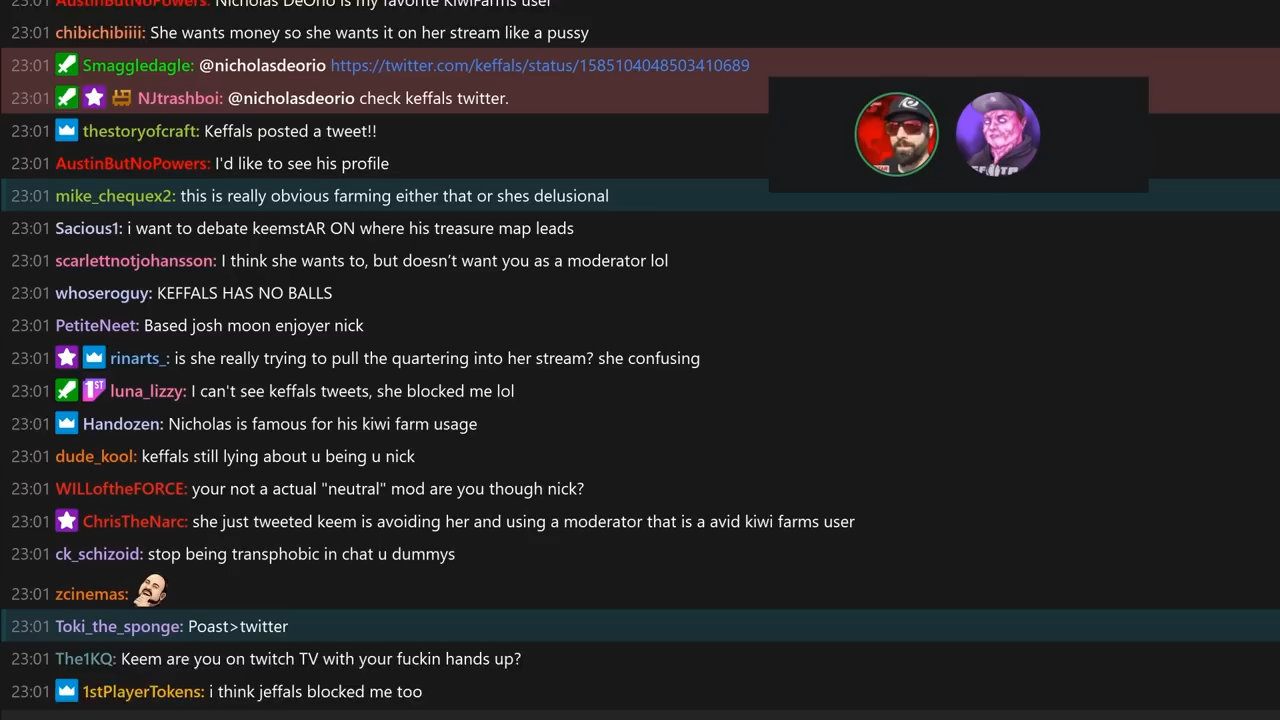 AustinButNoPowers: Nicholas DeOrio is my favorite KiwiFarms user
23:01 chibichibiiii: She wants money so she wants it on her stream like a pussy
23:01 Smaggledagle: @nicholasdeorio https://twitter.com/keffals/status/1585104048503410689
23:01 NJtrashboi: @nicholasdeorio check keffals twitter.
23:01 thestoryofcraft: Keffals posted a tweet!!
23:01 AustinButNoPowers: I'd like to see his profile
23:01 mike_chequex2: this is really obvious farming either that or shes delusional
23:01 Sacious1: i want to debate keemstAR ON where his treasure map leads
23:01 scarlettnotjohansson: I think she wants to, but doesn't want you as a moderator lol
23:01 whoseroguy: KEFFALS HAS NO BALLS
23:01 PetiteNeet: Based josh moon enjoyer nick
23:01 rinarts_: is she really trying to pull the quartering into her stream? she confusing
23:01 1ST luna_lizzy: I can't see keffals tweets, she blocked me lol
23:01 Handozen: Nicholas is famous for his kiwi farm usage
23:01 dude_kool: keffals still lying about u being u nick
23:01 WILLoftheFORCE: your not a actual "neutral" mod are you though nick?
23:01 ChrisTheNarc: she just tweeted keem is avoiding her and using a moderator that is a avid kiwi farms user
23:01 ck_schizoid: stop being transphobic in chat u dummys
23:01 zcinemas:
23:01 Toki_the_sponge: Poast>twitter
23:01 The1KQ: Keem are you on twitch TV with your fuckin hands up?
23:01 1stPlayerTokens: i think jeffals blocked me too